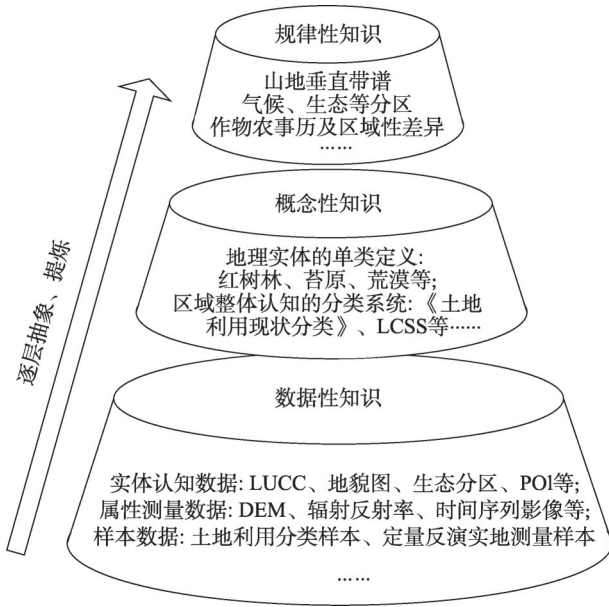 规律性知识
山地垂直带谱
气候、生态等分区
作物农事历及区域性差异
……
概念性知识
地理实体的单类定义:
红树林、苔原、荒漠等;
区域整体认知的分类系统:《土地
利用现状分类》、LCSS等……
数据性知识
实体认知数据: LUCC、地貌图、生态分区、POI等;
属性测量数据: DEM、辐射反射率、时间序列影像等;
样本数据: 土地利用分类样本、定量反演实地测量样本
……
逐层抽象、提炼